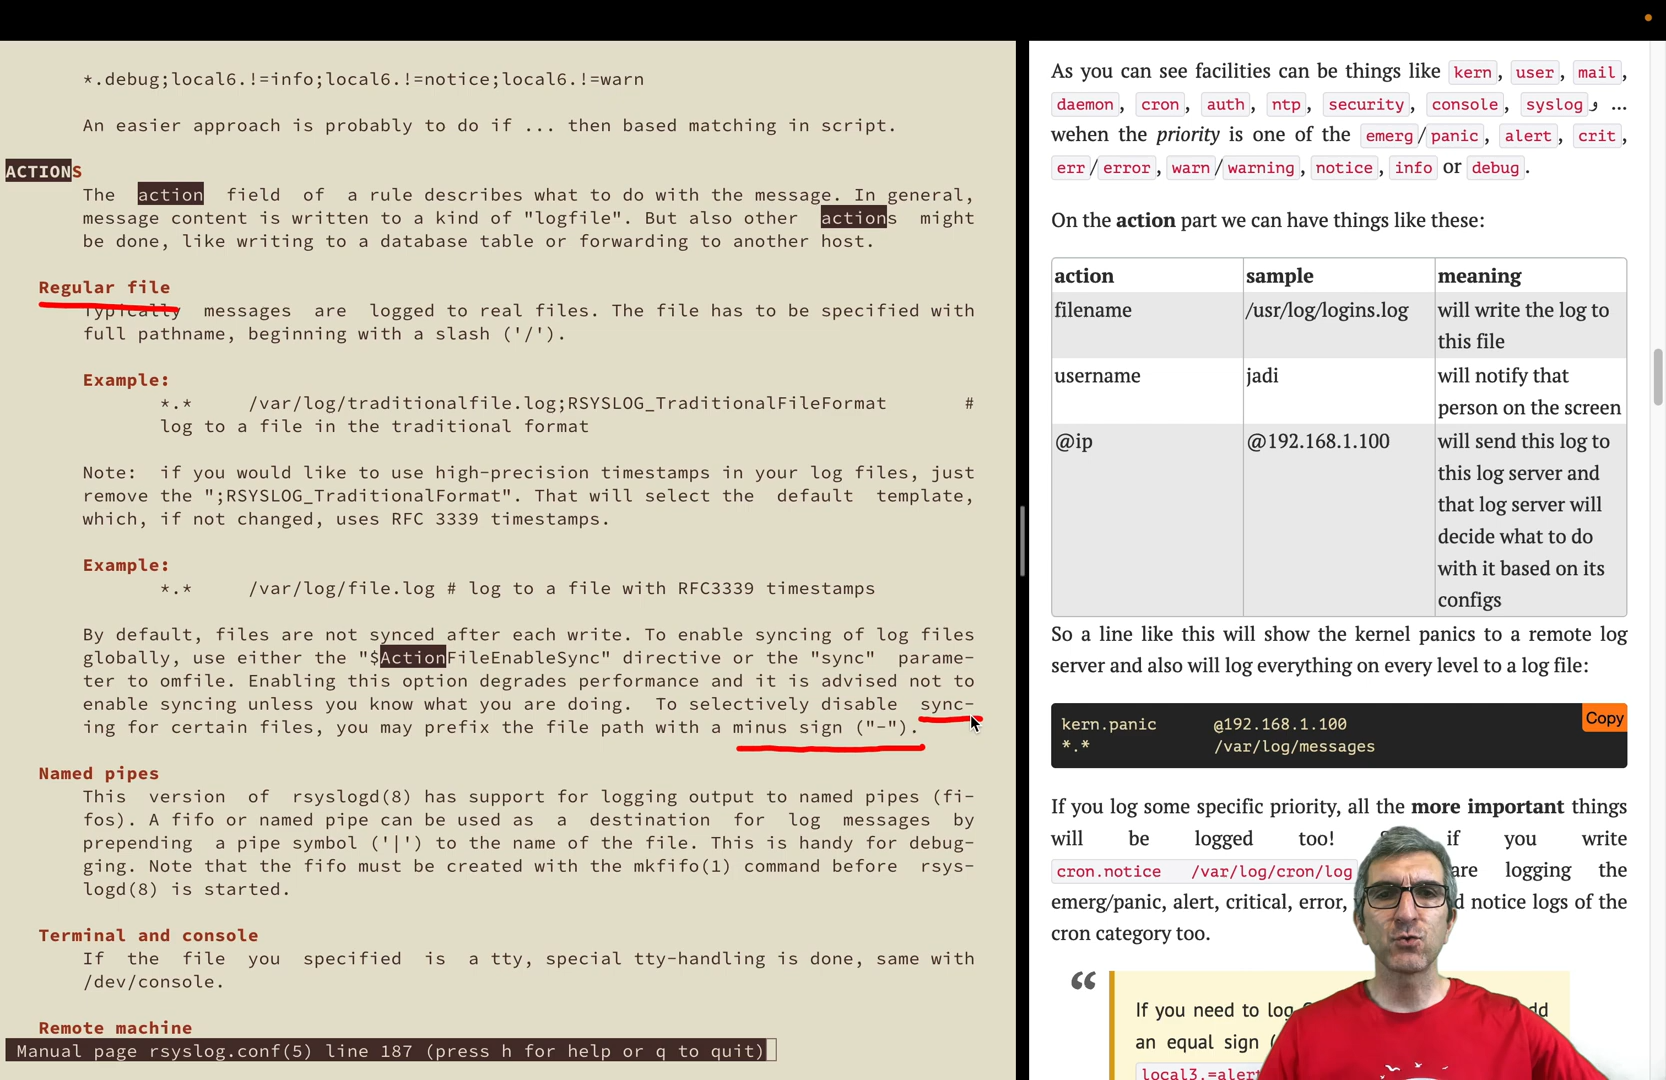 *.debug;local6.!=info;local6.!=notice;local6.!=warn
An easier approach is probably to do if ... then based matching in script.
ACTIONS
The action field of a rule describes what to do with the message. In general,
message content is written to a kind of "logfile". But also other actions might
be done, like writing to a database table or forwarding to another host.
Regular file
Typically messages are logged to real files. The file has to be specified with
full pathname, beginning with a slash ('/').
Example:
*.* /var/log/traditionalfile.log;RSYSLOG_TraditionalFileFormat #
log to a file in the traditional format
Note: if you would like to use high-precision timestamps in your log files, just
remove the ";RSYSLOG_TraditionalFormat". That will select the default template,
which, if not changed, uses RFC 3339 timestamps.
Example:
*.* /var/log/file.log # log to a file with RFC3339 timestamps
By default, files are not synced after each write. To enable syncing of log files
globally, use either the "$ActionFileEnableSync" directive or the "sync" parame-
ter to omfile. Enabling this option degrades performance and it is advised not to
enable syncing unless you know what you are doing. To selectively disable sync-
ing for certain files, you may prefix the file path with a minus sign ("-").
Named pipes
This version of rsyslogd(8) has support for logging output to named pipes (fi-
fos). A fifo or named pipe can be used as a destination for log messages by
prepending a pipe symbol ('|') to the name of the file. This is handy for debug-
ging. Note that the fifo must be created with the mkfifo(1) command before rsys-
logd(8) is started.
Terminal and console
If the file you specified is a tty, special tty-handling is done, same with
/dev/console.
Remote machine
Manual page rsyslog.conf(5) line 187 (press h for help or q to quit)
As you can see facilities can be things like kern, user, mail,
daemon, cron, auth, ntp, security, console, syslog و ...
wehen the priority is one of the emerg/panic, alert, crit,
err/error, warn/warning, notice, info or debug.
On the action part we can have things like these:
action sample meaning
filename /usr/log/logins.log will write the log to
this file
username jadi will notify that
person on the screen
@ip @192.168.1.100 will send this log to
this log server and
that log server will
decide what to do
with it based on its
configs
So a line like this will show the kernel panics to a remote log
server and also will log everything on every level to a log file:
Copy
kern.panic @192.168.1.100
*.* /var/log/messages
If you log some specific priority, all the more important things
will be logged too! if you write
cron.notice /var/log/cron/log are logging the
emerg/panic, alert, critical, error, notice logs of the
cron category too.
“
If you need to log
an equal sign (
local3.=alert